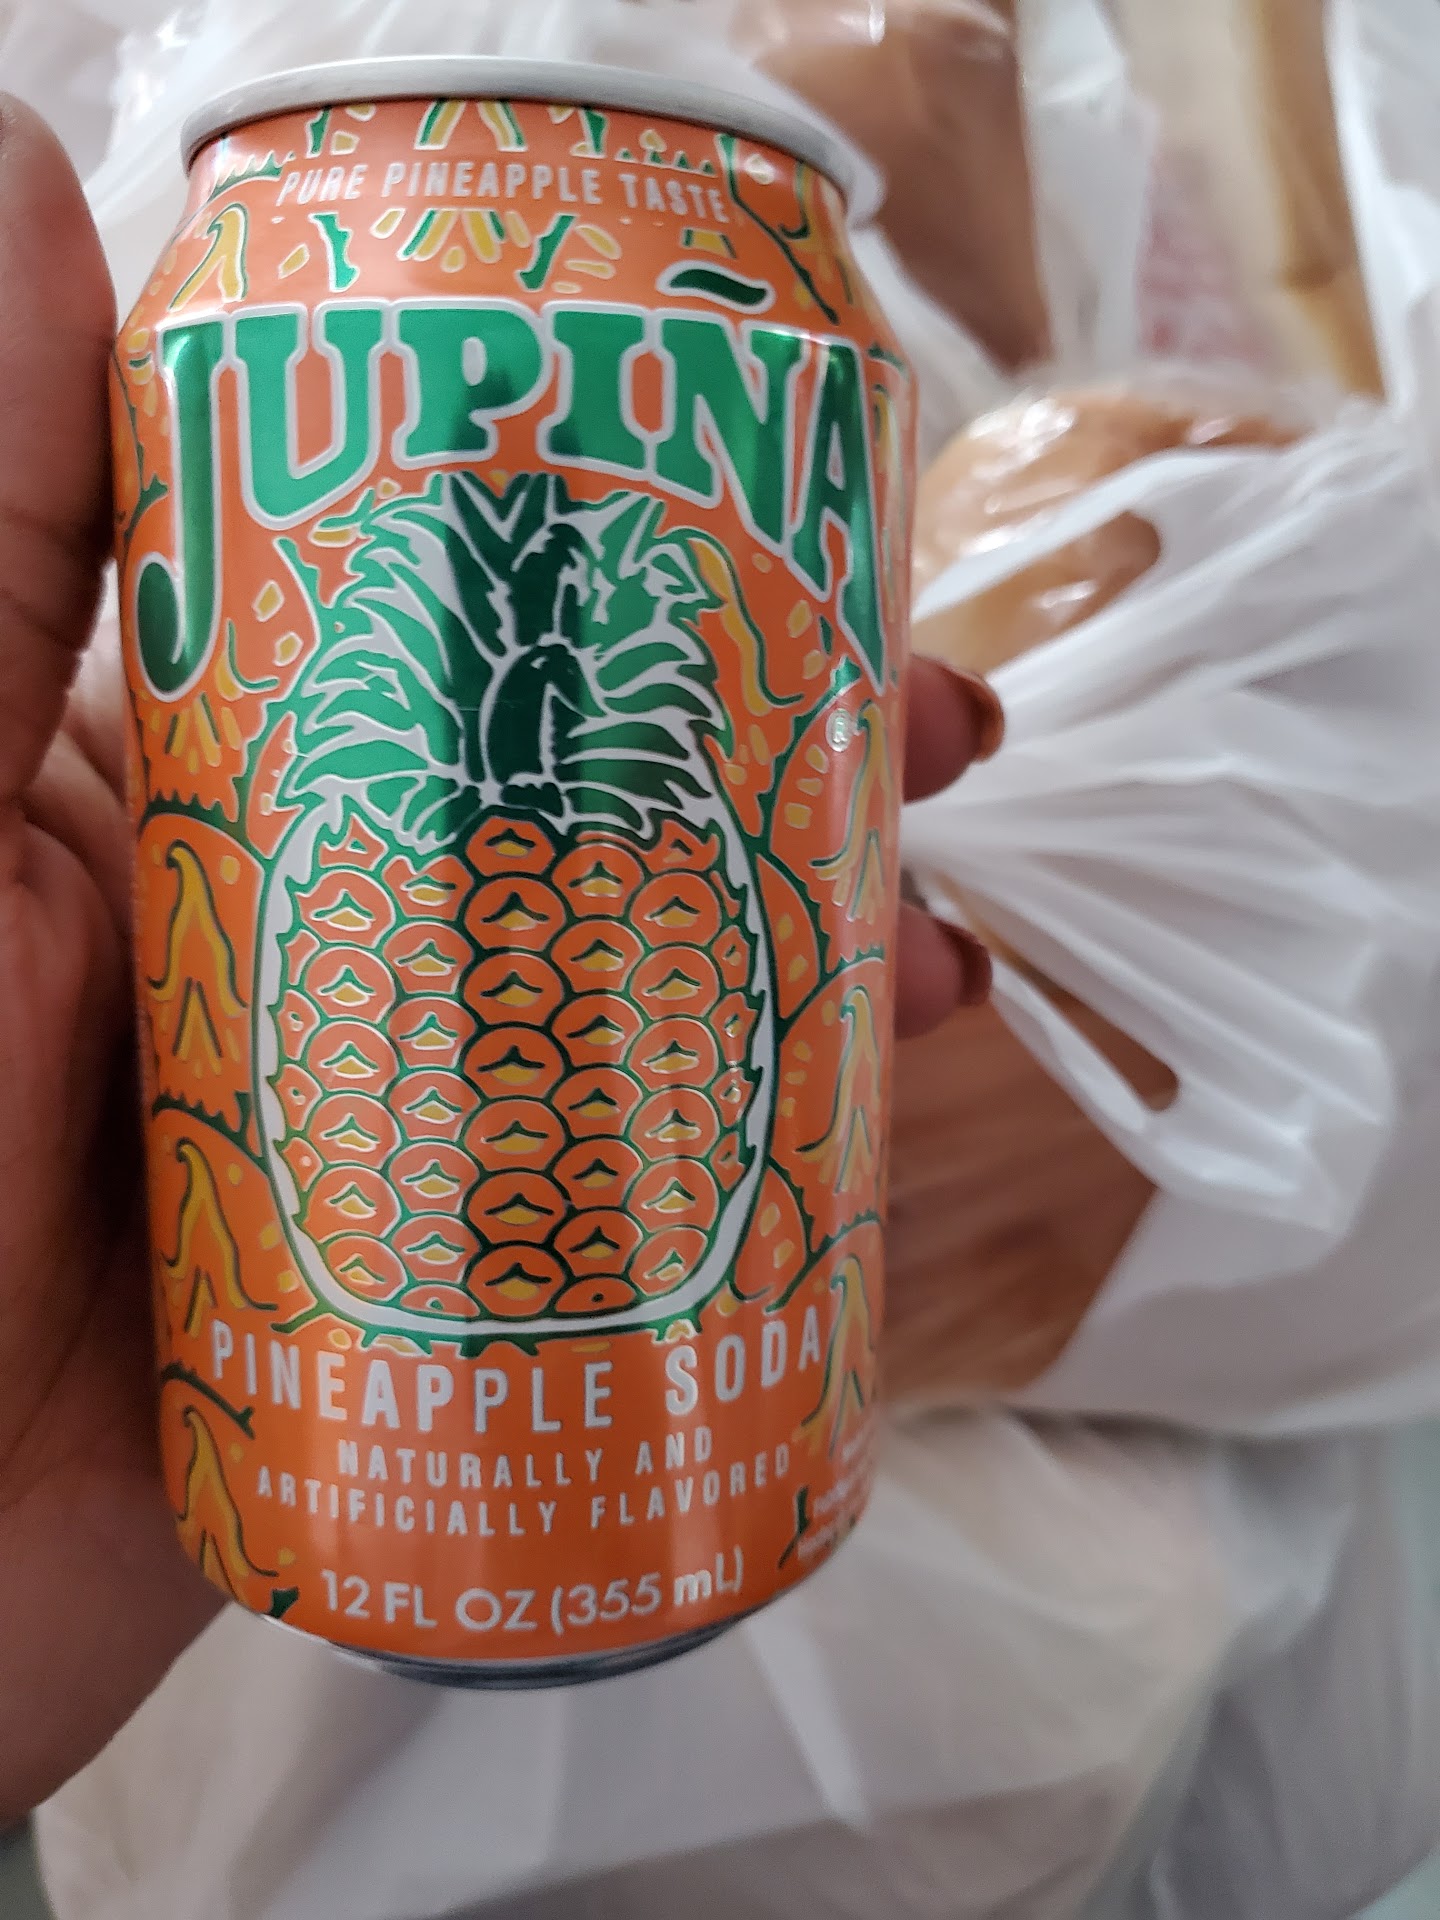 PURE PINEAPPLE TASTE
JUPIÑA
®
PINEAPPLE SODA
NATURALLY AND
ARTIFICIALLY FLAVORED
12 FL OZ (355 mL)